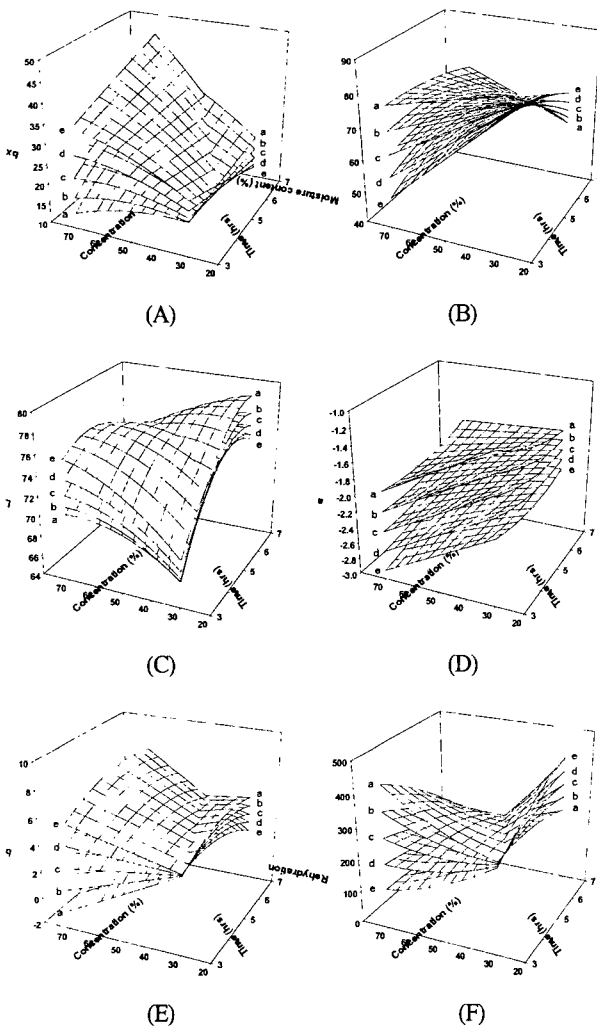 50
45
40
35
30
25
20
15
10
bx
e
d
c
b
a
a
b
c
d
e
70
60
50
40
30
20
Concentration (%)
3
5
6
7
Time (hrs)
(A)
90
80
70
60
50
40
Moisture content (%)
a
b
c
d
e
e
d
c
b
a
70
50
40
30
20
Concentration (%)
3
5
6
7
Time (hrs)
(B)
80
78
76
74
72
70
68
66
64
L
e
d
c
b
a
a
b
c
d
e
70
60
50
40
30
20
Concentration (%)
3
5
6
7
Time (hrs)
(C)
-1.0
-1.2
-1.4
-1.6
-1.8
-2.0
-2.2
-2.4
-2.6
-2.8
-3.0
a
a
b
c
d
e
a
b
c
d
e
70
60
50
40
30
20
Concentration (%)
3
5
6
7
Time (hrs)
(D)
10
8
6
4
2
0
-2
b
e
d
c
b
a
a
b
c
d
e
70
60
50
40
30
20
Concentration (%)
3
5
6
7
Time (hrs)
(E)
500
400
300
200
100
0
Rehydration
a
b
c
d
e
e
d
c
b
a
70
60
50
40
30
20
Concentration (%)
3
5
6
7
Time (hrs)
(F)